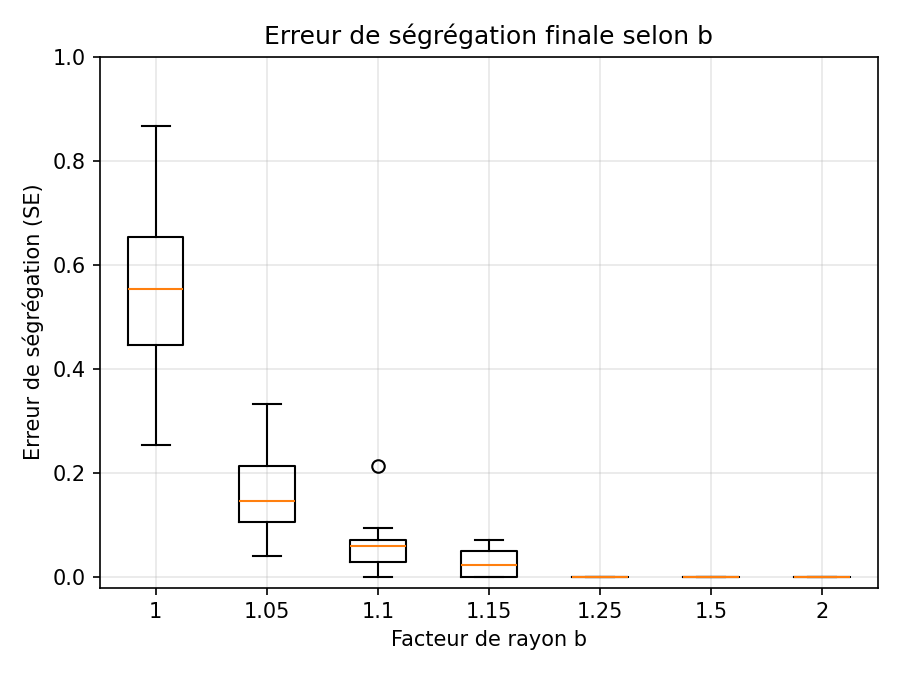 Erreur de ségrégation finale selon b
Erreur de ségrégation (SE)
1.0
0.8
0.6
0.4
0.2
0.0
1 1.05 1.1 1.15 1.25 1.5 2
Facteur de rayon b